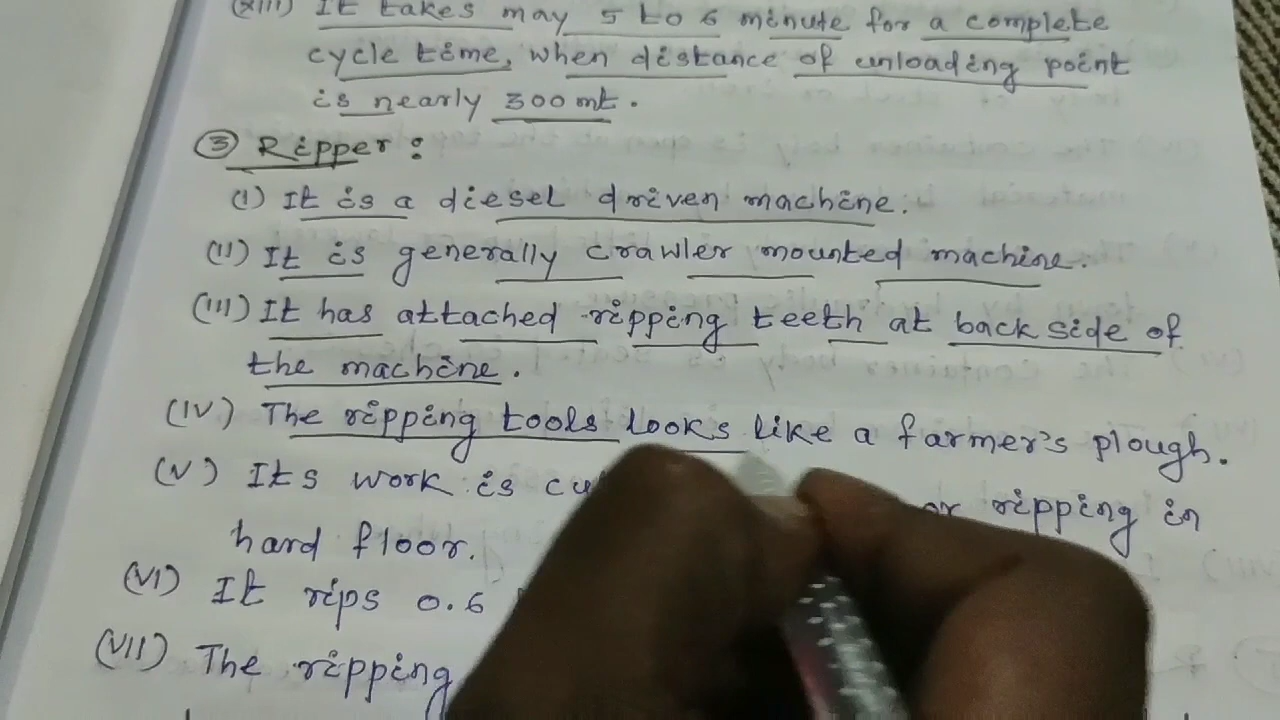 (XIII) It takes may 5 to 6 minute for a complete
cycle time, when distance of unloading point
is nearly 300 mt.
③ Ripper:
(I) It is a diesel driven machine.
(II) It is generally crawler mounted machine.
(III) It has attached ripping teeth at back side of
the machine.
(IV) The ripping tools looks like a farmer's plough.
(V) Its work is or ripping in
hard floor.
(VI) It rips 0.6
(VII) The ripping